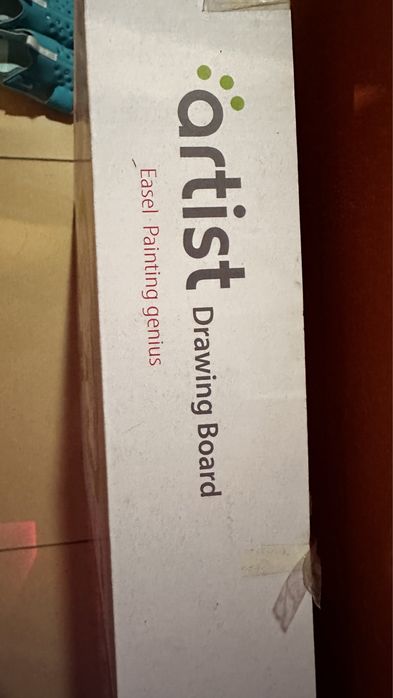 artist Drawing Board
Easel · Painting genius